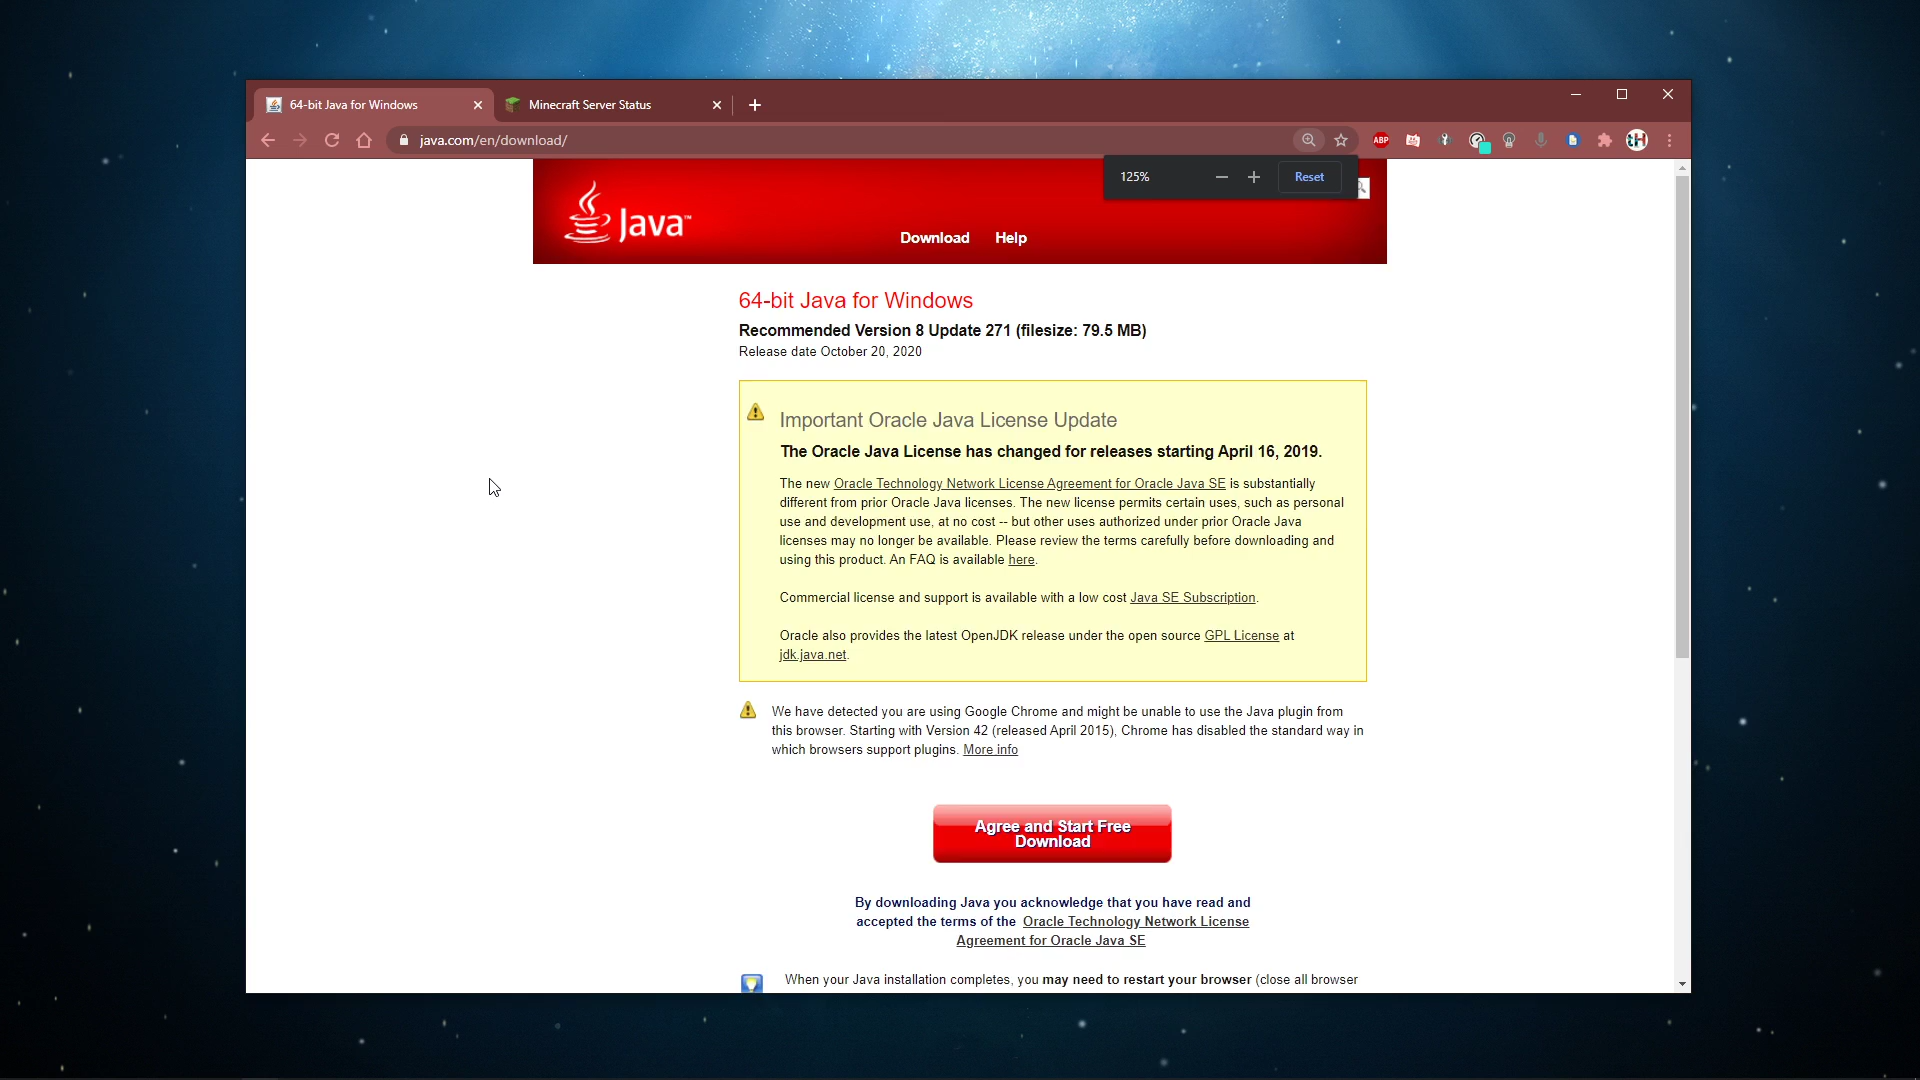 64-bit Java for Windows
Minecraft Server Status
java.com/en/download/
ABP
125%
Reset
Java™
Download Help
64-bit Java for Windows
Recommended Version 8 Update 271 (filesize: 79.5 MB)
Release date October 20, 2020
Important Oracle Java License Update
The Oracle Java License has changed for releases starting April 16, 2019.
The new Oracle Technology Network License Agreement for Oracle Java SE is substantially
different from prior Oracle Java licenses. The new license permits certain uses, such as personal
use and development use, at no cost -- but other uses authorized under prior Oracle Java
licenses may no longer be available. Please review the terms carefully before downloading and
using this product. An FAQ is available here.
Commercial license and support is available with a low cost Java SE Subscription.
Oracle also provides the latest OpenJDK release under the open source GPL License at
jdk.java.net.
We have detected you are using Google Chrome and might be unable to use the Java plugin from
this browser. Starting with Version 42 (released April 2015), Chrome has disabled the standard way in
which browsers support plugins. More info
Agree and Start Free
Download
By downloading Java you acknowledge that you have read and
accepted the terms of the Oracle Technology Network License
Agreement for Oracle Java SE
When your Java installation completes, you may need to restart your browser (close all browser